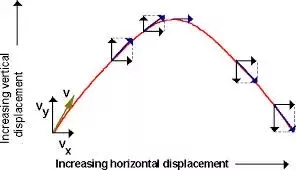 Increasing vertical
displacement
v
vy
vx
Increasing horizontal displacement